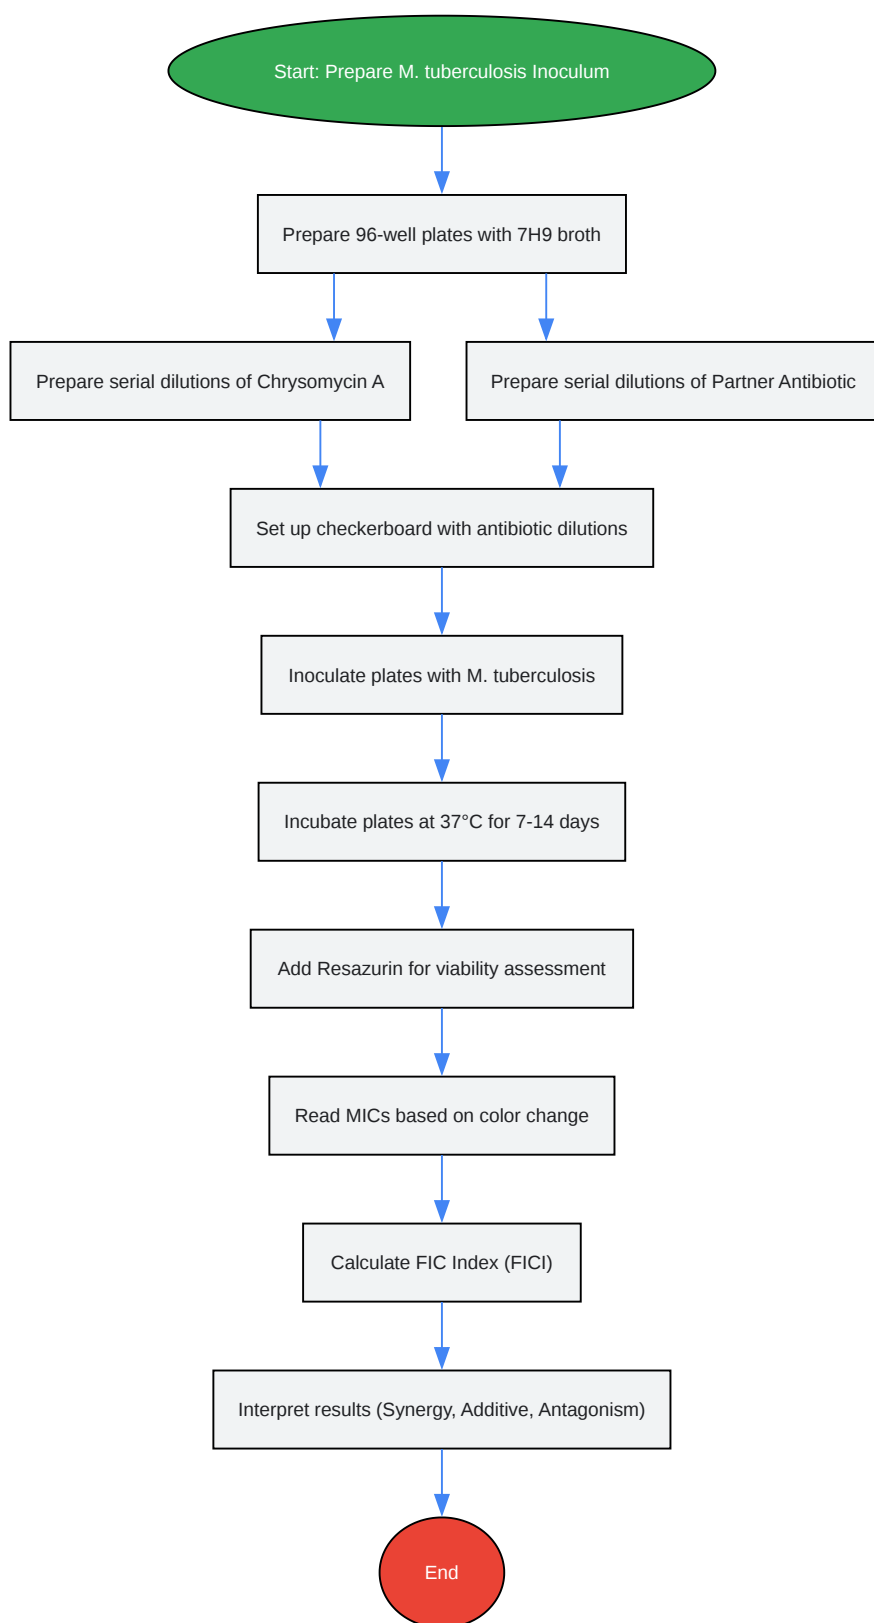 Start: Prepare M. tuberculosis Inoculum
Prepare 96-well plates with 7H9 broth
Prepare serial dilutions of Chrysomycin A
Prepare serial dilutions of Partner Antibiotic
Set up checkerboard with antibiotic dilutions
Inoculate plates with M. tuberculosis
Incubate plates at 37°C for 7-14 days
Add Resazurin for viability assessment
Read MICs based on color change
Calculate FIC Index (FICI)
Interpret results (Synergy, Additive, Antagonism)
End